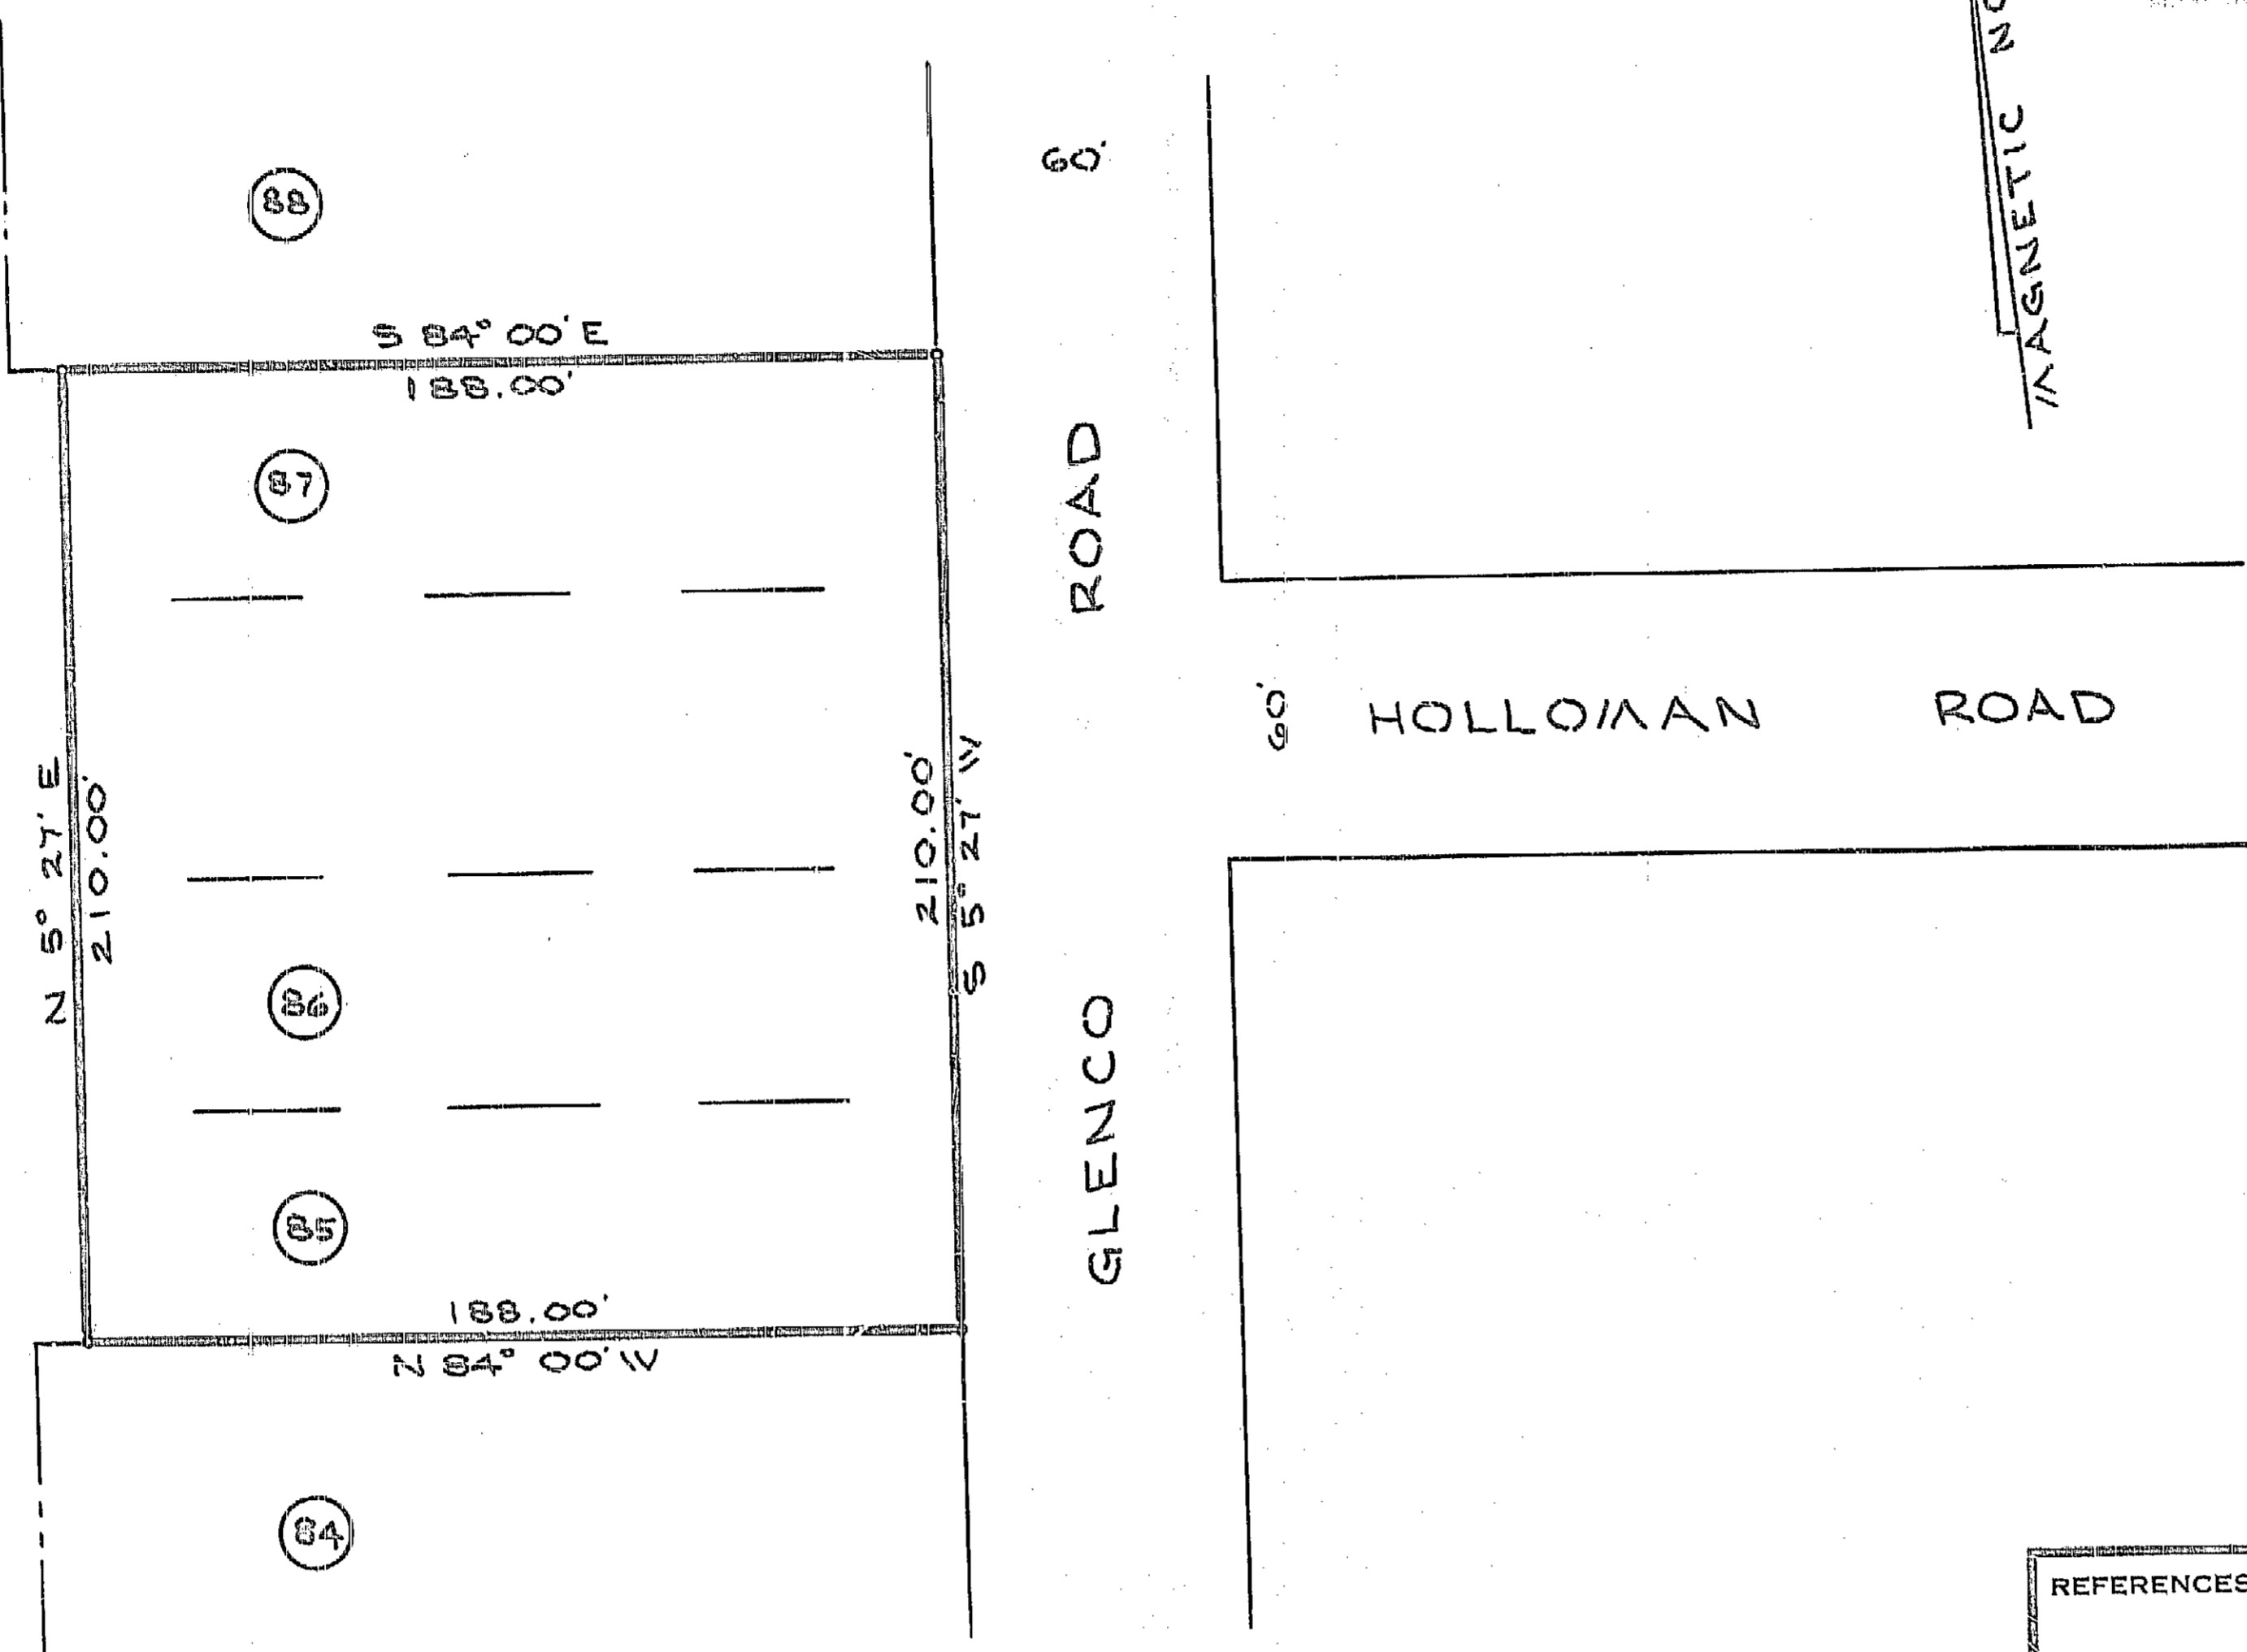 60'
MAGNETIC
88
S 84° 00' E
188.00'
87
ROAD
60'
HOLLOMAN ROAD
N 5° 27' E
210.00'
210.00'
S 5° 27' W
86
GLENCO
85
188.00'
N 84° 00' W
84
REFERENCES